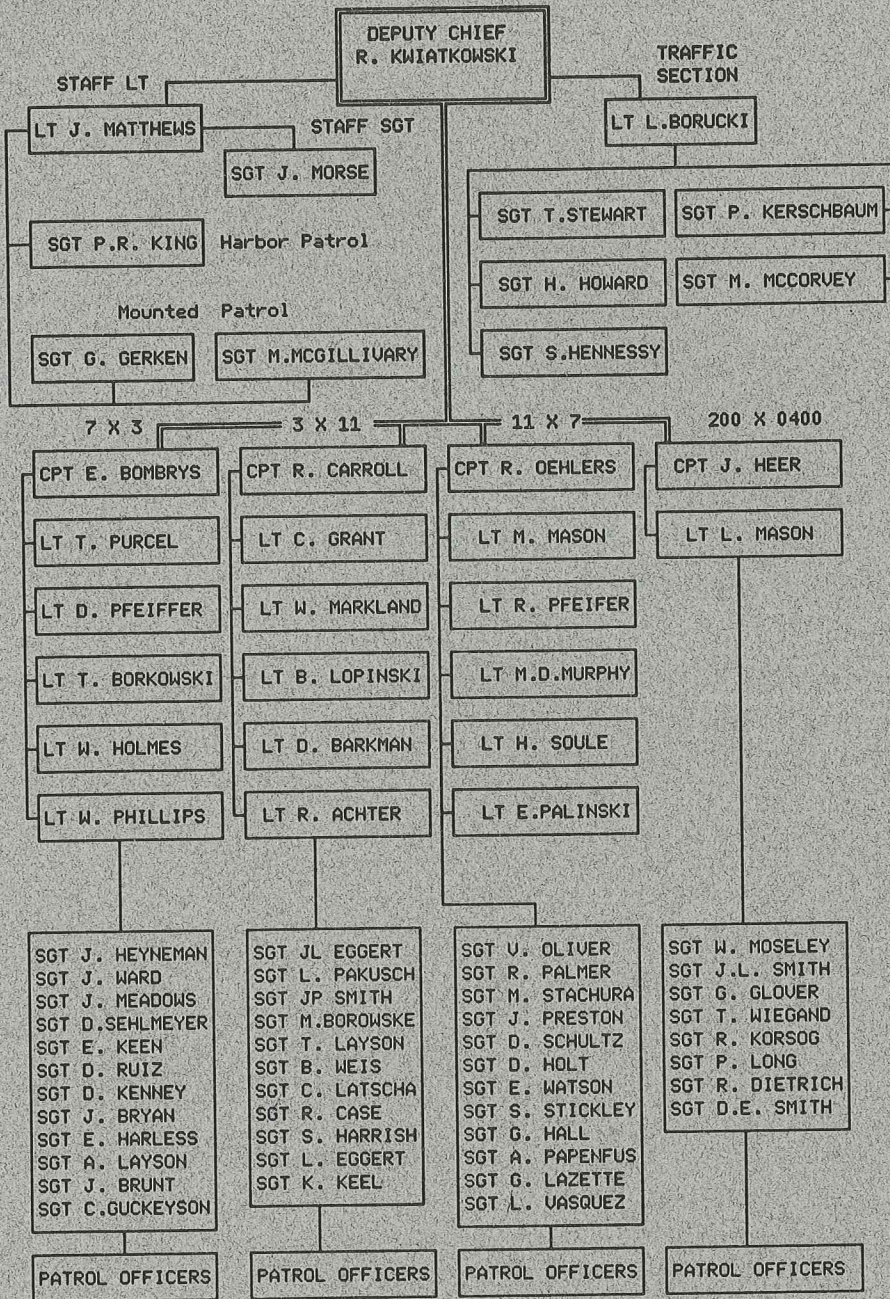 DEPUTY CHIEF
R. KWIATKOWSKI
STAFF LT
TRAFFIC
SECTION
LT J. MATTHEWS
STAFF SGT
LT L.BORUCKI
SGT J. MORSE
SGT T.STEWART
SGT P. KERSCHBAUM
SGT P.R. KING
Harbor Patrol
SGT H. HOWARD
SGT M. MCCORVEY
Mounted Patrol
SGT G. GERKEN
SGT M.MCGILLIVARY
SGT S.HENNESSY
7 X 3
3 X 11
11 X 7
200 X 0400
CPT E. BOMBRYS
LT T. PURCEL
LT D. PFEIFFER
LT T. BORKOWSKI
LT W. HOLMES
LT W. PHILLIPS
CPT R. CARROLL
LT C. GRANT
LT W. MARKLAND
LT B. LOPINSKI
LT D. BARKMAN
LT R. ACHTER
CPT R. OEHLERS
LT M. MASON
LT R. PFEIFER
LT M.D.MURPHY
LT H. SOULE
LT E.PALINSKI
CPT J. HEER
LT L. MASON
SGT J. HEYNEMAN
SGT J. WARD
SGT J. MEADOWS
SGT D.SEHLMEYER
SGT E. KEEN
SGT D. RUIZ
SGT D. KENNEY
SGT J. BRYAN
SGT E. HARLESS
SGT A. LAYSON
SGT J. BRUNT
SGT C.GUCKEYSON
PATROL OFFICERS
SGT JL EGGERT
SGT L. PAKUSCH
SGT JP SMITH
SGT M.BOROWSKE
SGT T. LAYSON
SGT B. WEIS
SGT C. LATSCHA
SGT R. CASE
SGT S. HARRISH
SGT L. EGGERT
SGT K. KEEL
PATROL OFFICERS
SGT V. OLIVER
SGT R. PALMER
SGT M. STACHURA
SGT J. PRESTON
SGT D. SCHULTZ
SGT D. HOLT
SGT E. WATSON
SGT S. STICKLEY
SGT G. HALL
SGT A. PAPENFUS
SGT G. LAZETTE
SGT L. VASQUEZ
PATROL OFFICERS
SGT W. MOSELEY
SGT J.L. SMITH
SGT G. GLOVER
SGT T. WIEGAND
SGT R. KORSOG
SGT P. LONG
SGT R. DIETRICH
SGT D.E. SMITH
PATROL OFFICERS